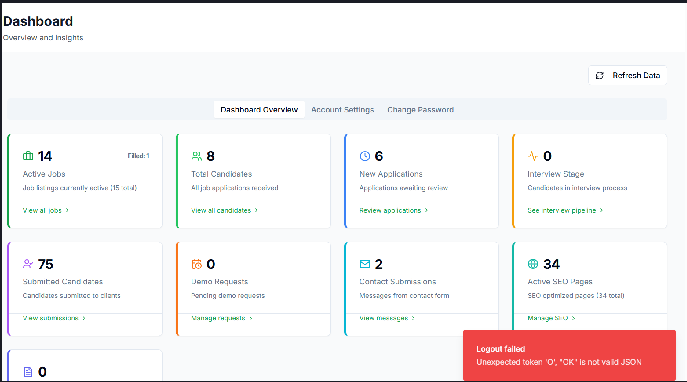 Dashboard
Overview and insights
Refresh Data
Dashboard Overview Account Settings Change Password
14 Filled: 1
Active Jobs
Job listings currently active (15 total)
View all jobs
8
Total Candidates
All job applications received
View all candidates
6
New Applications
Applications awaiting review
Review applications
0
Interview Stage
Candidates in interview process
See interview pipeline
75
Submitted Candidates
Candidates submitted to clients
View submissions
0
Demo Requests
Pending demo requests
Manage requests
2
Contact Submissions
Messages from contact form
View messages
34
Active SEO Pages
SEO optimized pages (34 total)
Manage SEO
0
Logout failed
Unexpected token 'O', "OK" is not valid JSON